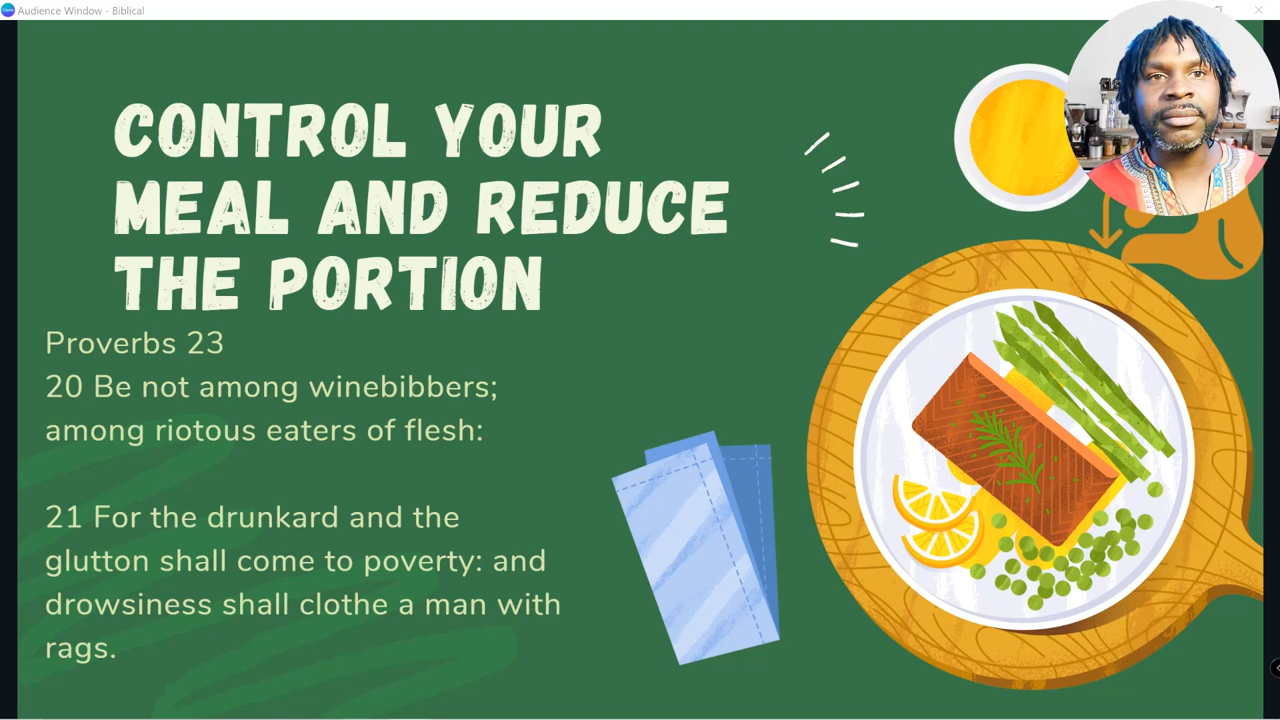 Audience Window - Biblical
CONTROL YOUR
MEAL AND REDUCE
THE PORTION
Proverbs 23
20 Be not among winebibbers;
among riotous eaters of flesh:
21 For the drunkard and the
glutton shall come to poverty: and
drowsiness shall clothe a man with
rags.